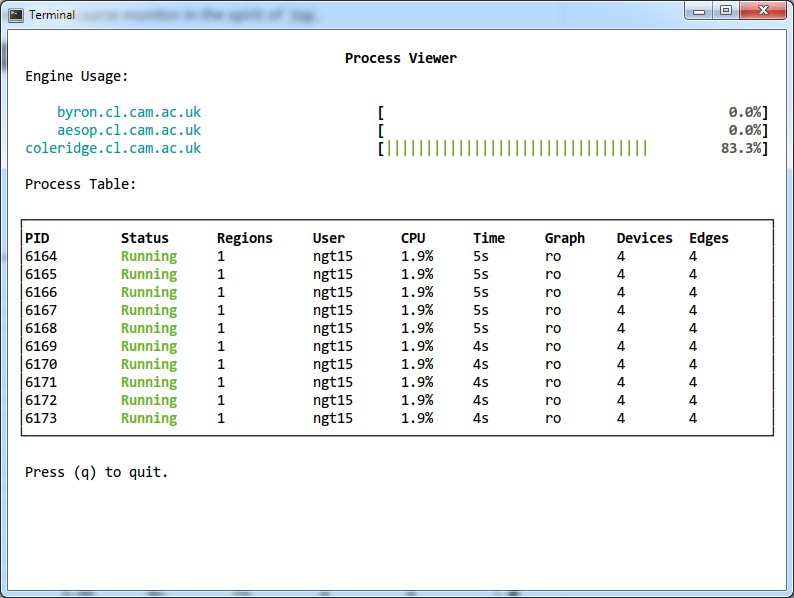 Terminal
Process Viewer
Engine Usage:
byron.cl.cam.ac.uk [ 0.0%]
aesop.cl.cam.ac.uk [ 0.0%]
coleridge.cl.cam.ac.uk [||||||||||||||||||||||||||||||||| 83.3%]
Process Table:
PID Status Regions User CPU Time Graph Devices Edges
6164 Running 1 ngt15 1.9% 5s ro 4 4
6165 Running 1 ngt15 1.9% 5s ro 4 4
6166 Running 1 ngt15 1.9% 5s ro 4 4
6167 Running 1 ngt15 1.9% 5s ro 4 4
6168 Running 1 ngt15 1.9% 5s ro 4 4
6169 Running 1 ngt15 1.9% 4s ro 4 4
6170 Running 1 ngt15 1.9% 4s ro 4 4
6171 Running 1 ngt15 1.9% 4s ro 4 4
6172 Running 1 ngt15 1.9% 4s ro 4 4
6173 Running 1 ngt15 1.9% 4s ro 4 4
Press (q) to quit.